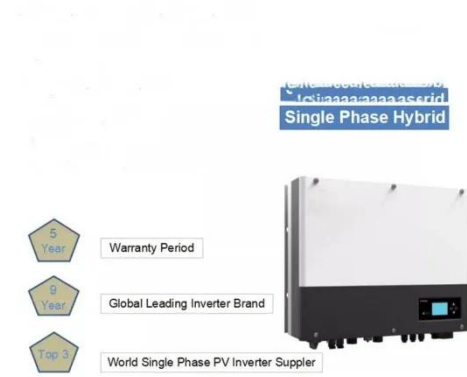 Single Phase Hybrid
5
Year
Warranty Period
9
Year
Global Leading Inverter Brand
Top 3
World Single Phase PV Inverter Suppler